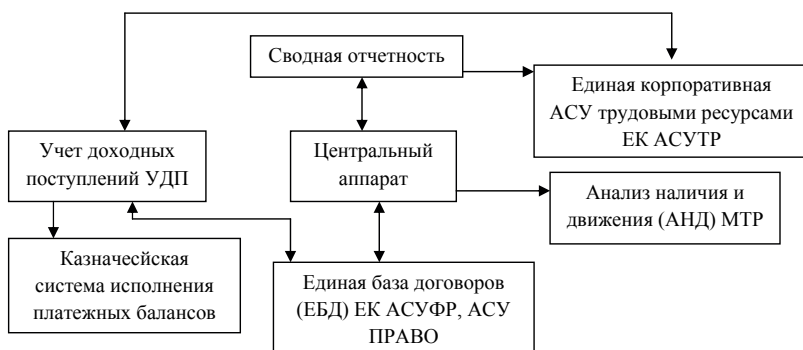 Сводная отчетность
Единая корпоративная
АСУ трудовыми ресурсами
ЕК АСУТР
Учет доходных
поступлений УДП
Центральный
аппарат
Анализ наличия и
движения (АНД) МТР
Казначесйская
система исполнения
платежных балансов
Единая база договоров
(ЕБД) ЕК АСУФР, АСУ
ПРАВО